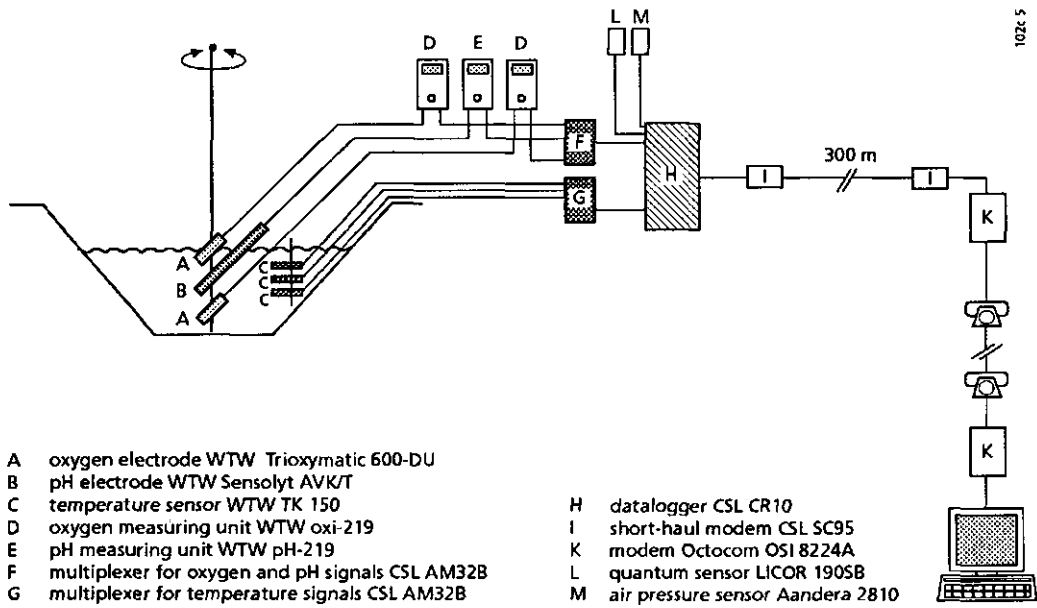 102c 5
L M
D E D
F
300 m
H
I
I
G
K
A
C
B
C
C
A
K
A oxygen electrode WTW Trioxymatic 600-DU
B pH electrode WTW Sensolyt AVK/T
C temperature sensor WTW TK 150
D oxygen measuring unit WTW oxi-219
E pH measuring unit WTW pH-219
F multiplexer for oxygen and pH signals CSL AM32B
G multiplexer for temperature signals CSL AM32B
H datalogger CSL CR10
I short-haul modem CSL SC95
K modem Octocom OSI 8224A
L quantum sensor LICOR 190SB
M air pressure sensor Aandera 2810